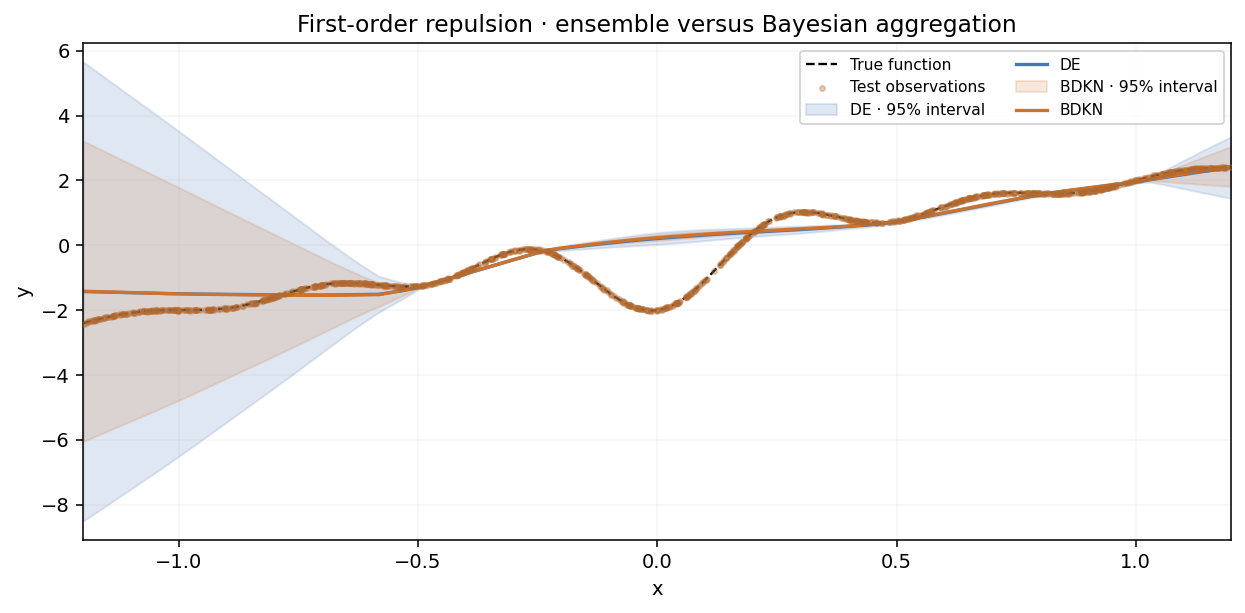 First-order repulsion · ensemble versus Bayesian aggregation
True function
Test observations
DE · 95% interval
DE
BDKN · 95% interval
BDKN
6
4
2
0
−2
−4
−6
−8
y
−1.0
−0.5
0.0
0.5
1.0
x